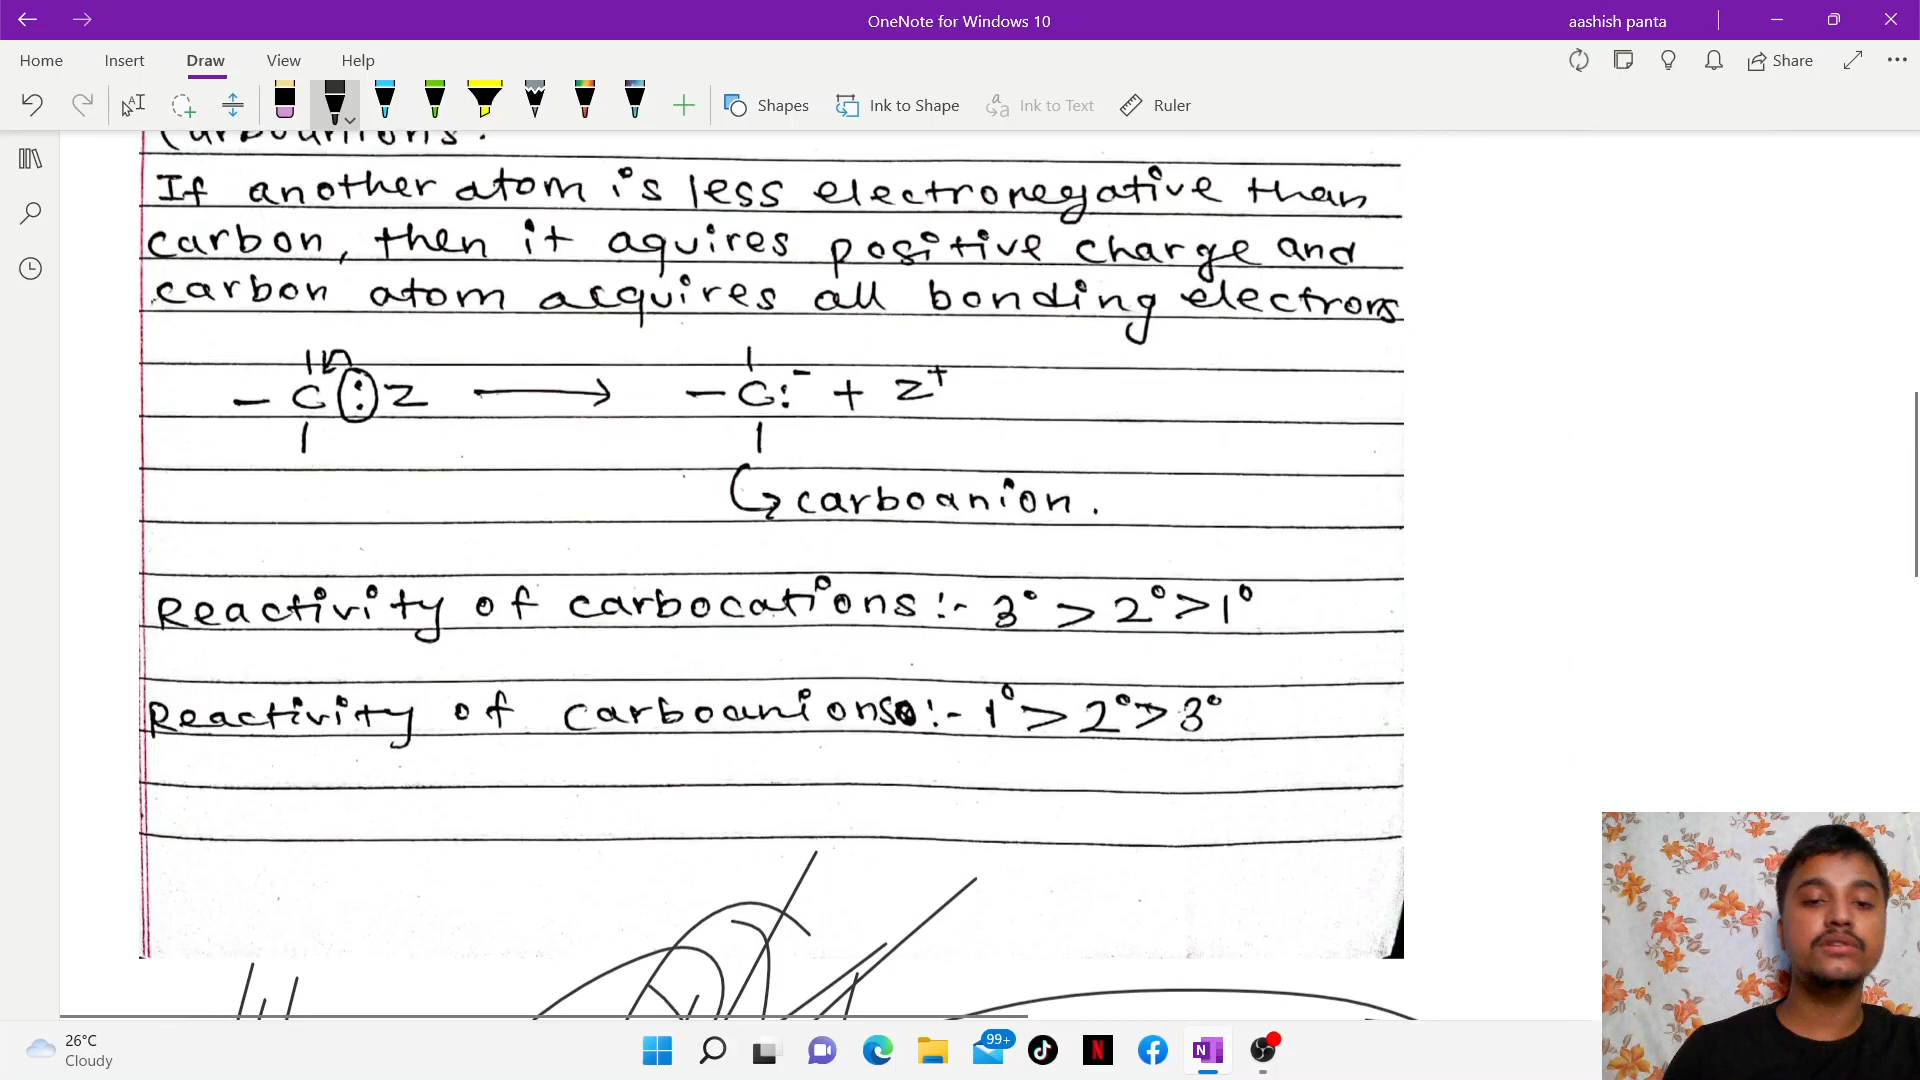 OneNote for Windows 10
aashish panta
Home Insert Draw View Help
Share
Shapes Ink to Shape Ink to Text Ruler
Carboanions.
If another atom is less electronegative than
carbon, then it aquires positive charge and
carbon atom acquires all bonding electrons
- C : Z ⟶ - C:⁻ + Z⁺
carboanion.
Reactivity of carbocations :- 3° > 2° > 1°
Reactivity of carboanions :- 1° > 2° > 3°
26°C
Cloudy
99+